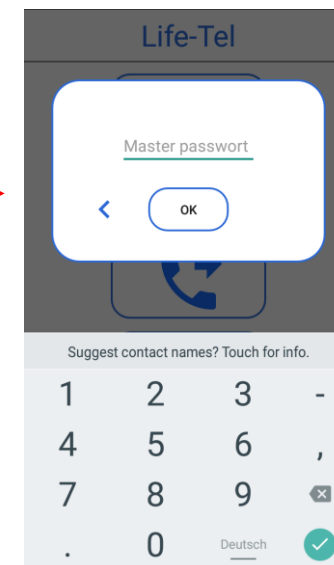 Life-Tel
Master passwort
OK
Suggest contact names? Touch for info.
1 2 3 -
4 5 6 ,
7 8 9
. 0 Deutsch